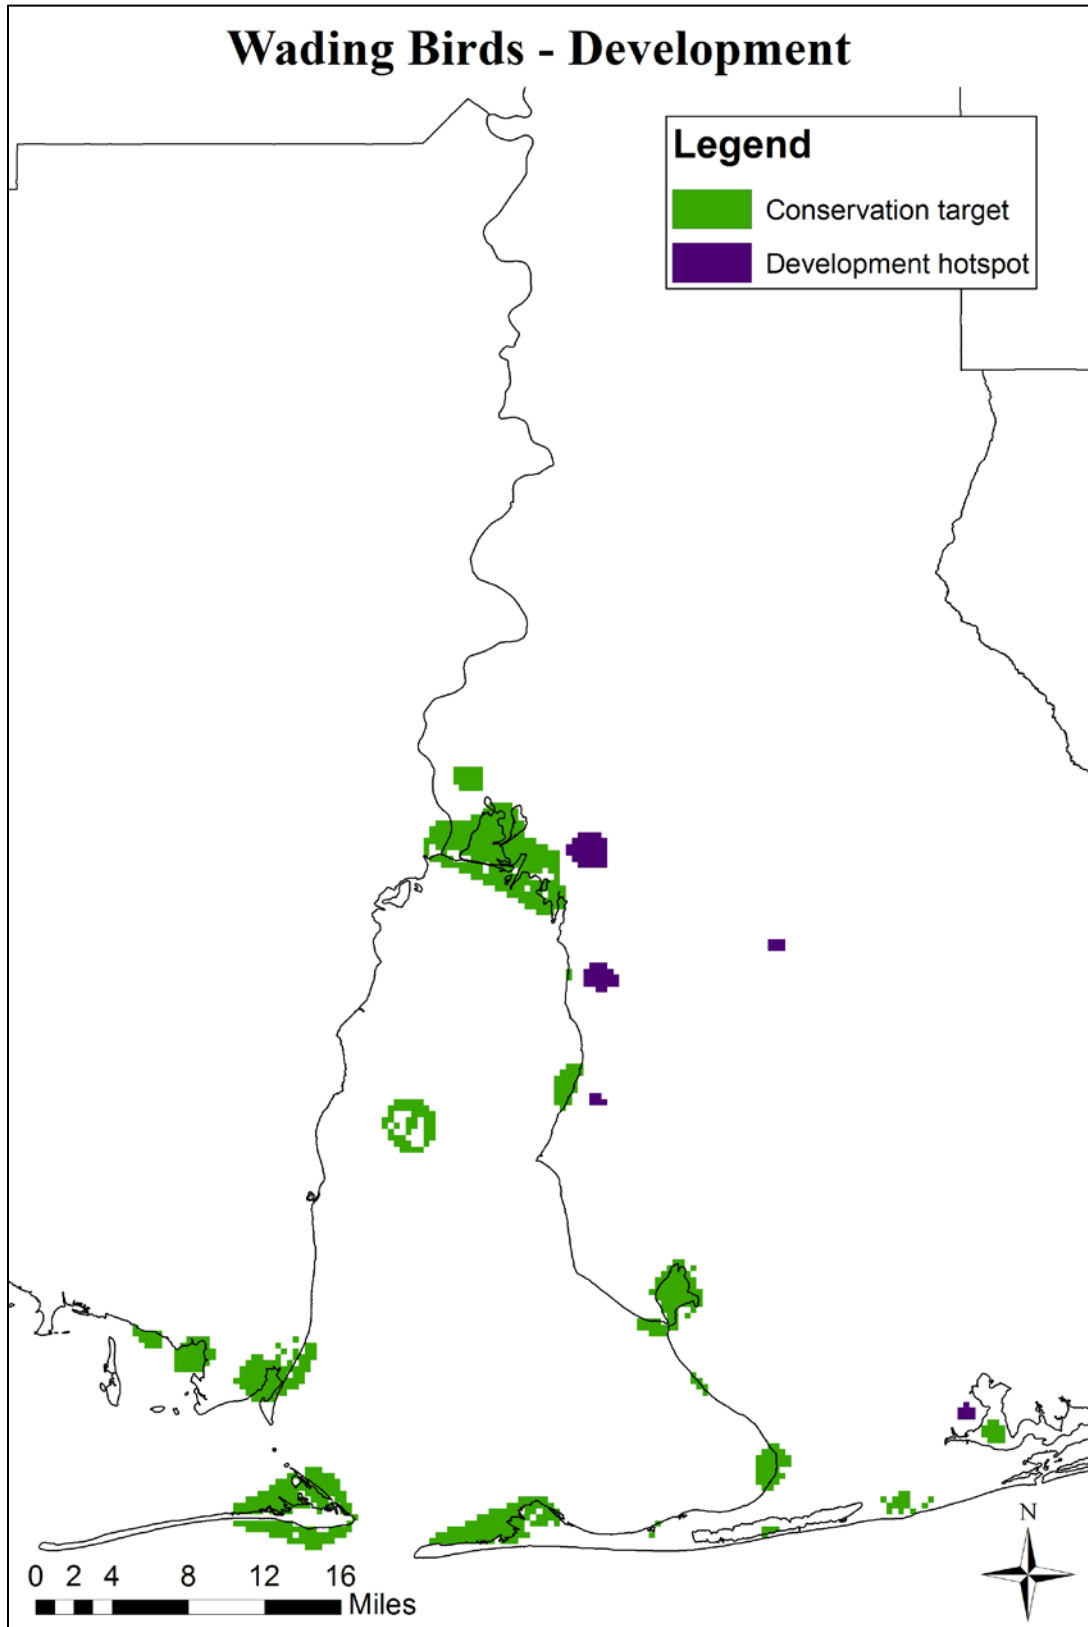 Wading Birds - Development
Legend
Conservation target
Development hotspot
N
0 2 4 8 12 16
Miles